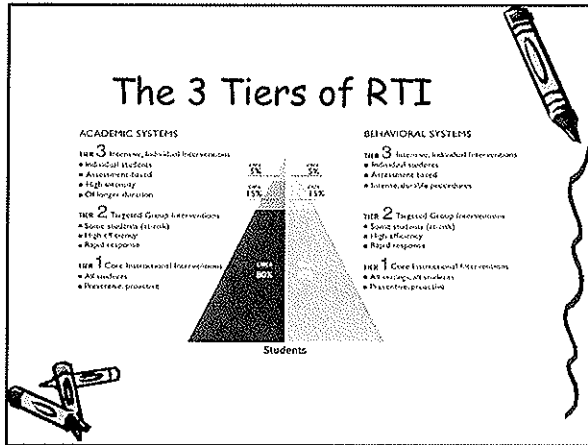 The 3 Tiers of RTI
ACADEMIC SYSTEMS
TIER 3 Intensive, Individual Interventions
• Individual students
• Assessment-based
• High intensity
• Of longer duration
TIER 2 Targeted Group Interventions
• Some students (at-risk)
• High efficiency
• Rapid response
TIER 1 Core Instructional Interventions
• All students
• Preventive, proactive
5%
5%
15%
15%
80%
Students
BEHAVIORAL SYSTEMS
TIER 3 Intensive, Individual Interventions
• Individual students
• Assessment based
• Intense, durable procedures
TIER 2 Targeted Group Interventions
• Some students (at-risk)
• High efficiency
• Rapid response
TIER 1 Core Instructional Interventions
• All settings, all students
• Preventive, proactive